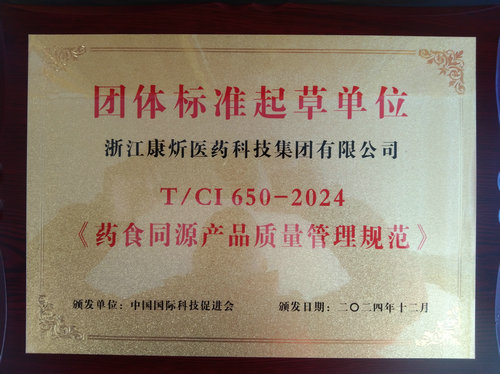 团体标准起草单位
浙江康炘医药科技集团有限公司
T/CI 650-2024
《药食同源产品质量管理规范》
颁发单位：中国国际科技促进会 颁发日期：二〇二四年十二月